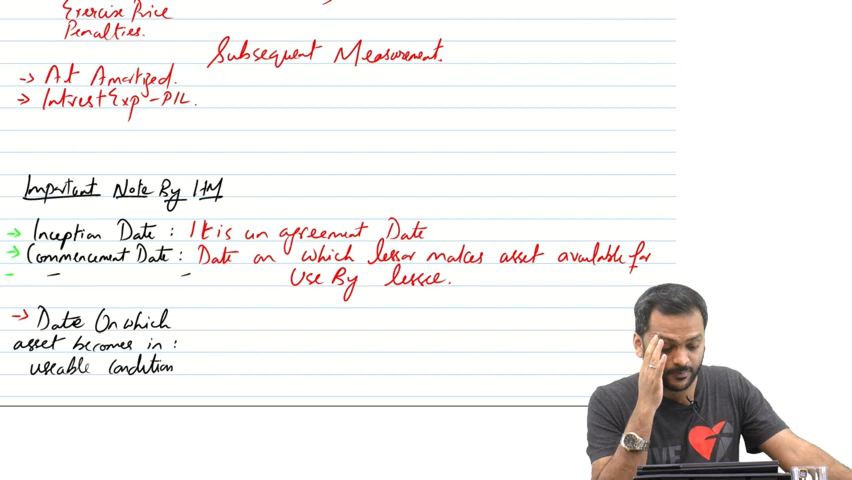 Exercise Price
Penalties.
Subsequent Measurement.
→ At Amortized.
→ Intrest Exp - P/L.
Important Note By HM
→ Inception Date : It is an agreement Date
→ Commencement Date : Date on which lessor makes asset available for
Use By lessee.
→ Date On which
asset becomes in :
useable condition